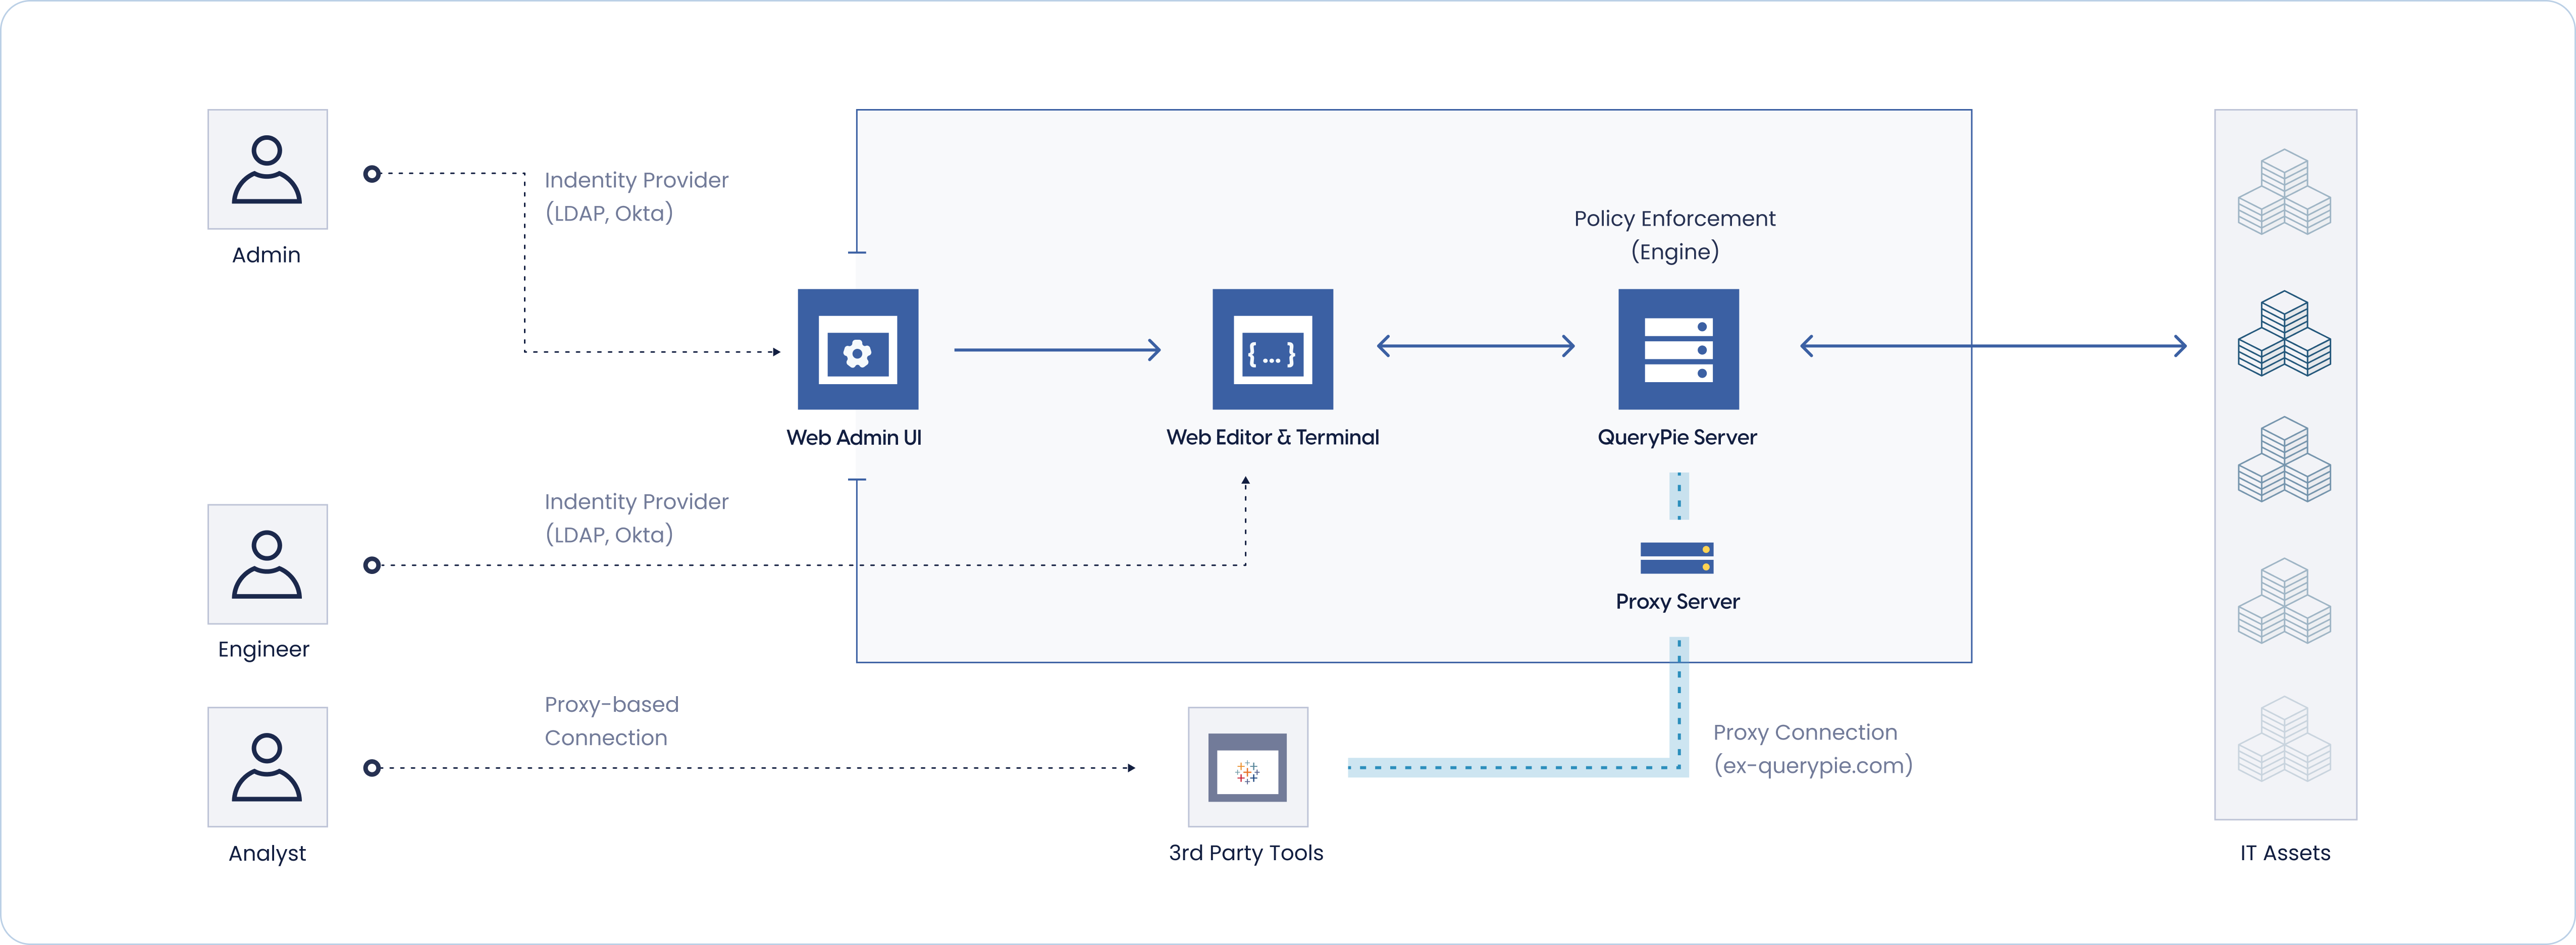 Admin
Indentity Provider
(LDAP, Okta)
Policy Enforcement
(Engine)
Web Admin UI
{...}
Web Editor & Terminal
QueryPie Server
Indentity Provider
(LDAP, Okta)
Engineer
Proxy Server
Proxy-based
Connection
Analyst
3rd Party Tools
Proxy Connection
(ex-querypie.com)
IT Assets